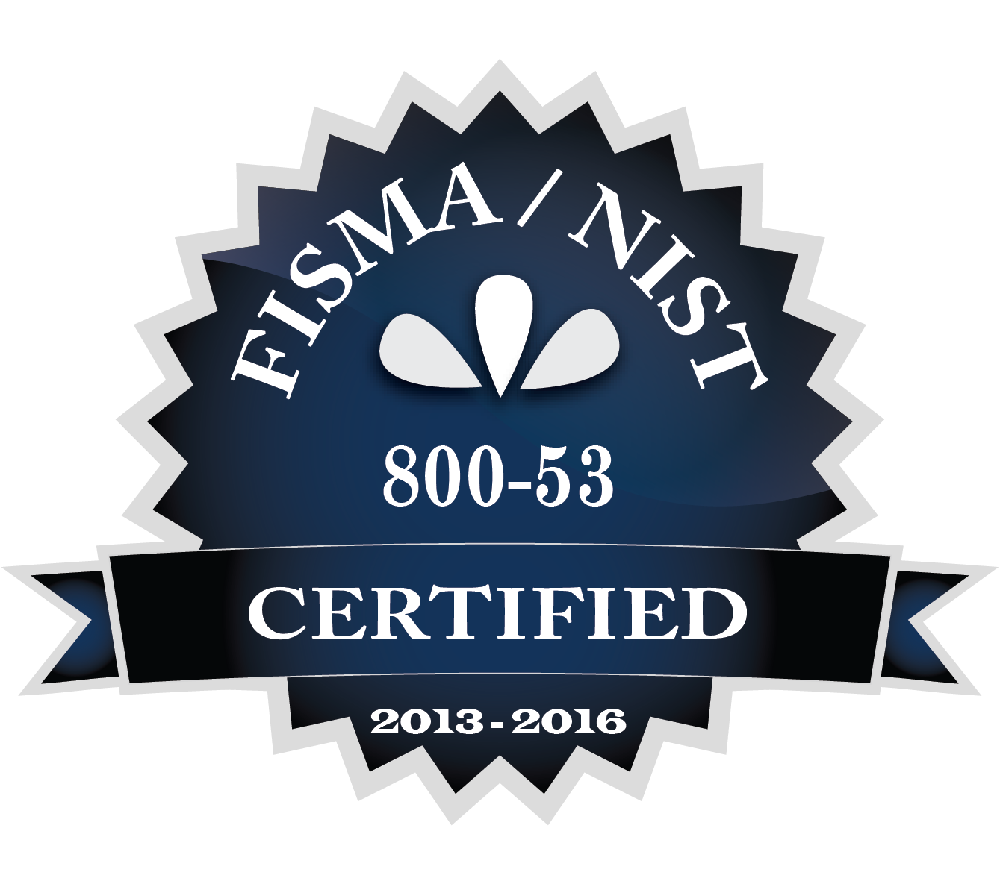 FISMA / NIST
800-53
CERTIFIED
2013 - 2016